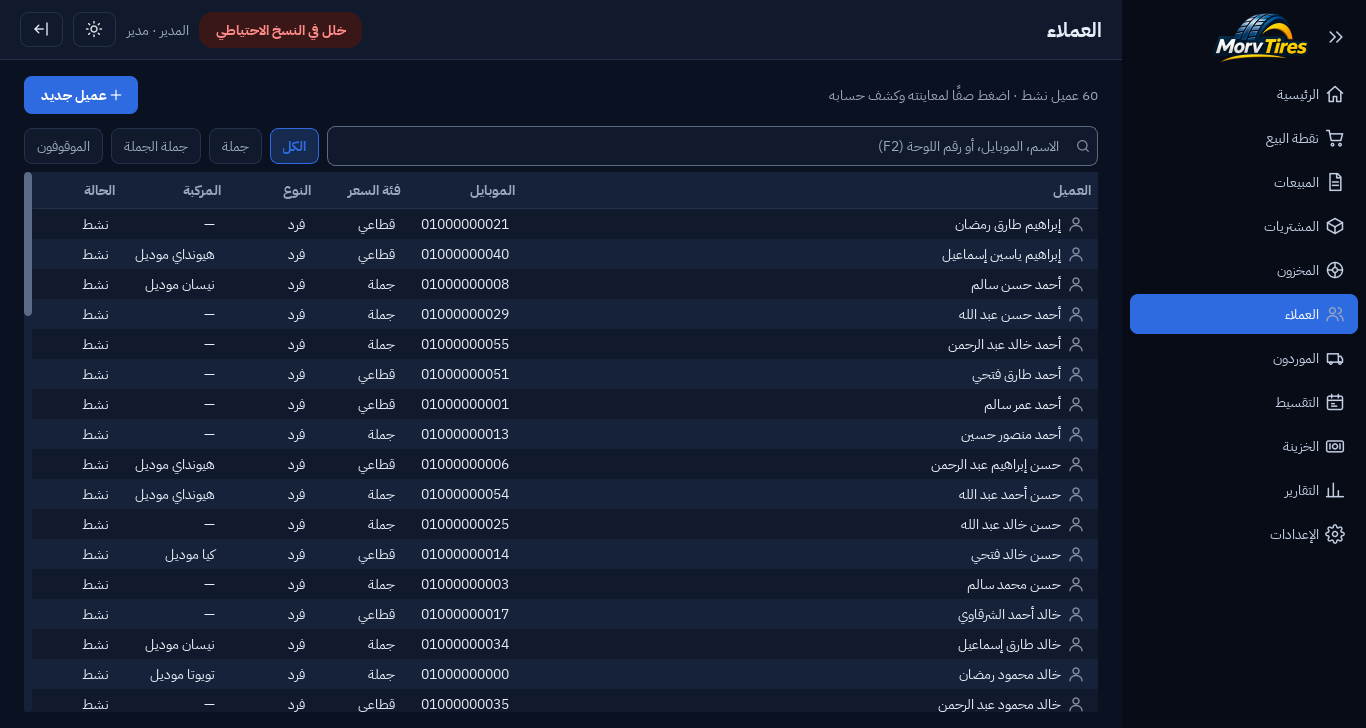 MorvTires
الرئيسية
نقطة البيع
المبيعات
المشتريات
المخزون
العملاء
الموردون
التقسيط
الخزينة
التقارير
الإعدادات
العملاء
خلل في النسخ الاحتياطي
المدير · مدير
60 عميل نشط · اضغط صفًا لمعاينته وكشف حسابه
عميل جديد +
الاسم، الموبايل، أو رقم اللوحة (F2)
الكل
جملة
جملة الجملة
الموقوفون
العميل الموبايل فئة السعر النوع المركبة الحالة
إبراهيم طارق رمضان 01000000021 قطاعي فرد — نشط
إبراهيم ياسين إسماعيل 01000000040 قطاعي فرد هيونداي موديل نشط
أحمد حسن سالم 01000000008 جملة فرد نيسان موديل نشط
أحمد حسن عبد الله 01000000029 جملة فرد — نشط
أحمد خالد عبد الرحمن 01000000055 جملة فرد — نشط
أحمد طارق فتحي 01000000051 قطاعي فرد — نشط
أحمد عمر سالم 01000000001 قطاعي فرد — نشط
أحمد منصور حسين 01000000013 جملة فرد — نشط
حسن إبراهيم عبد الرحمن 01000000006 قطاعي فرد هيونداي موديل نشط
حسن أحمد عبد الله 01000000054 جملة فرد هيونداي موديل نشط
حسن خالد عبد الله 01000000025 جملة فرد — نشط
حسن خالد فتحي 01000000014 قطاعي فرد كيا موديل نشط
حسن محمد سالم 01000000003 جملة فرد — نشط
خالد أحمد الشرقاوي 01000000017 قطاعي فرد — نشط
خالد طارق إسماعيل 01000000034 جملة فرد نيسان موديل نشط
خالد محمود رمضان 01000000000 جملة فرد تويوتا موديل نشط
خالد محمود عبد الرحمن 01000000035 قطاعي فرد — نشط